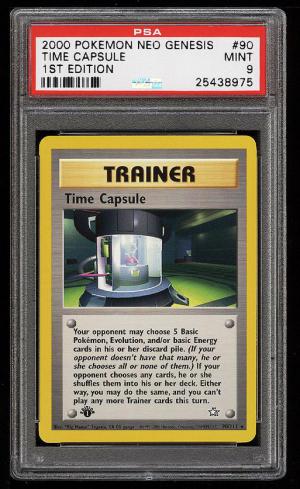 PSA
2000 POKEMON NEO GENESIS #90
TIME CAPSULE MINT
1ST EDITION 9
25438975
TRAINER
Time Capsule
Your opponent may choose 5 Basic
Pokémon, Evolution, and/or basic Energy
cards in his or her discard pile. (If your
opponent doesn't have that many, he or
she chooses all or none of them.) If your
opponent chooses any cards, he or she
shuffles them into his or her deck. Either
way, you may do the same, and you can't
play any more Trainer cards this turn.
90/111